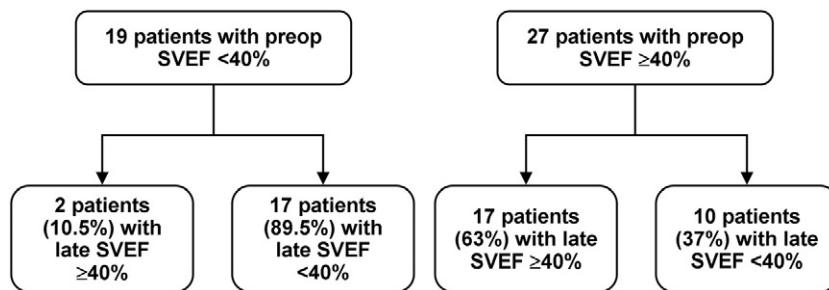 19 patients with preop
SVEF <40%
27 patients with preop
SVEF ≥40%
2 patients
(10.5%) with
late SVEF
≥40%
17 patients
(89.5%) with
late SVEF
<40%
17 patients
(63%) with late
SVEF ≥40%
10 patients
(37%) with late
SVEF <40%